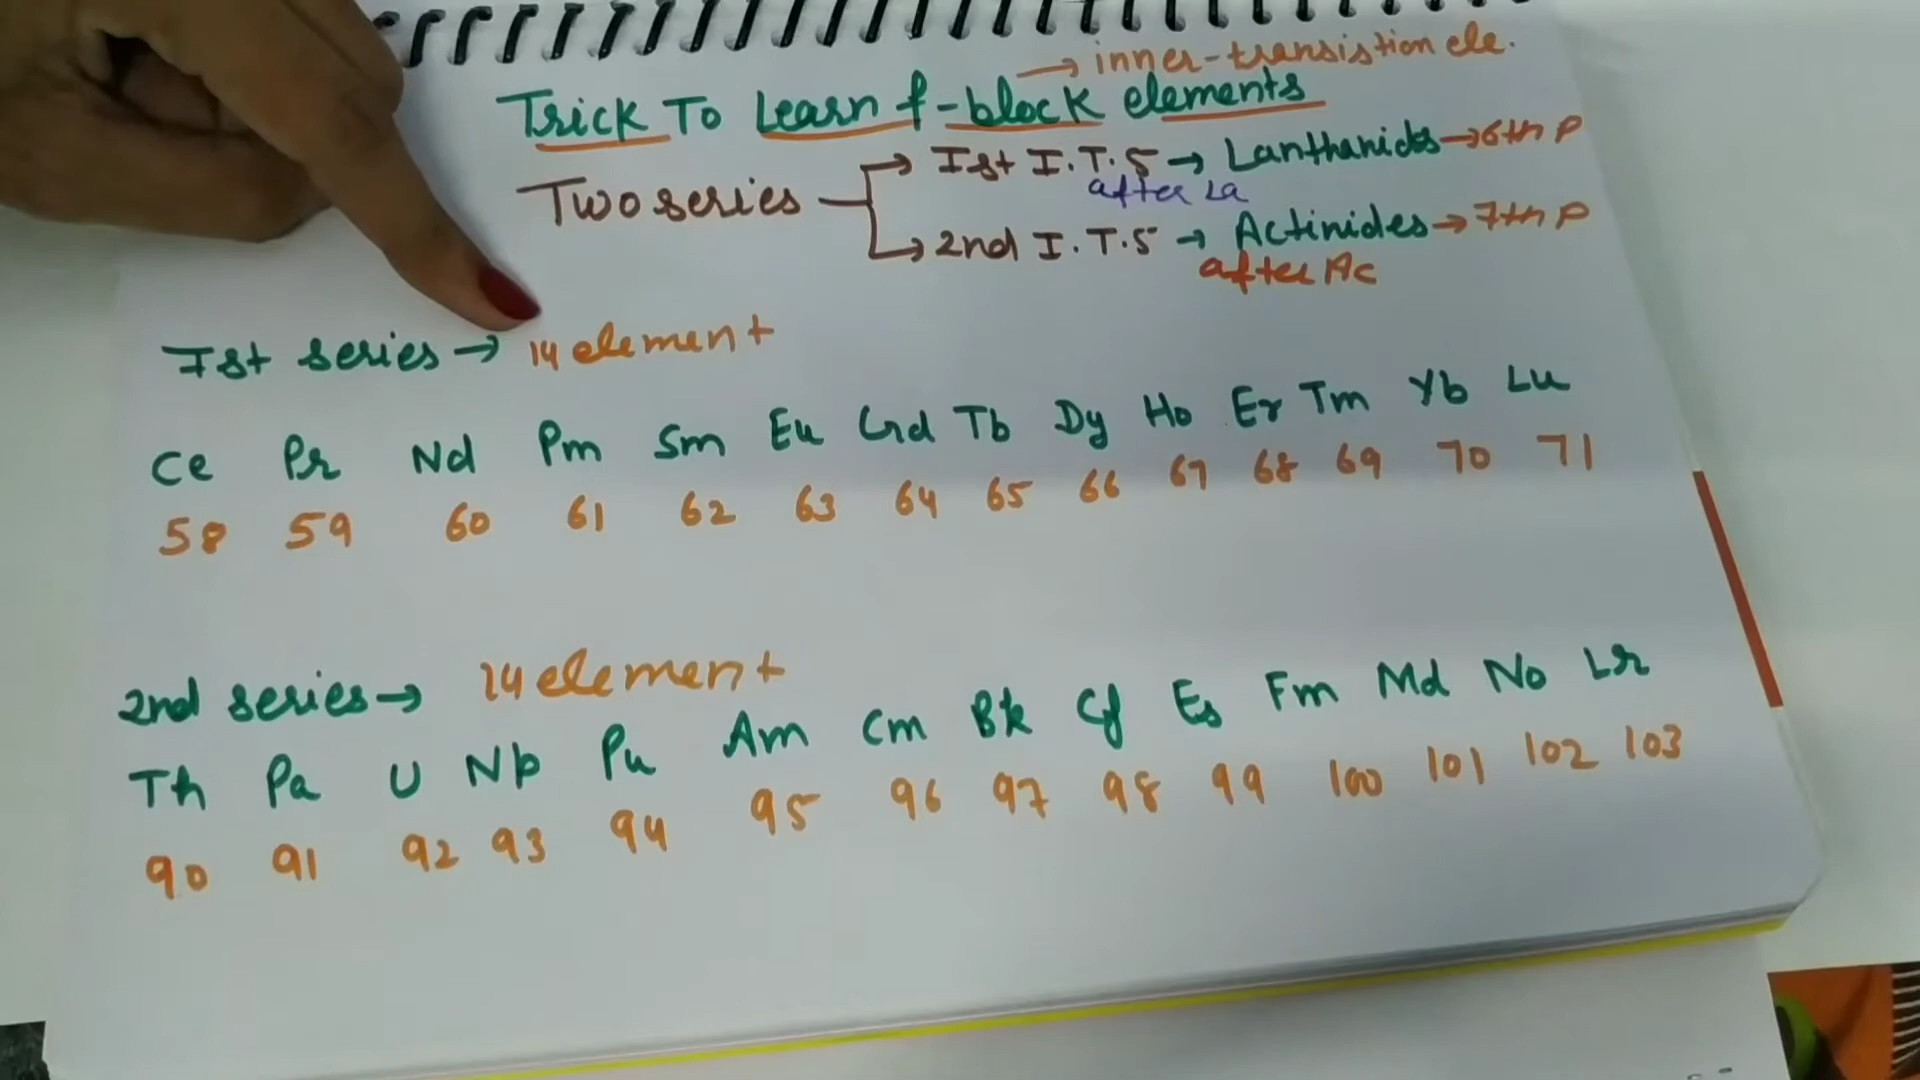 → inner-transistion ele.
Trick To Learn f-block elements
Two series → Ist I.T.S → Lanthanides → 6th P
after La
→ 2nd I.T.S → Actinides → 7th P
after Ac
Ist series → 14 element
Ce Pr Nd Pm Sm Eu Gd Tb Dy Ho Er Tm Yb Lu
58 59 60 61 62 63 64 65 66 67 68 69 70 71
2nd series → 14 element
Th Pa U Np Pu Am Cm Bk Cf Es Fm Md No Lr
90 91 92 93 94 95 96 97 98 99 100 101 102 103